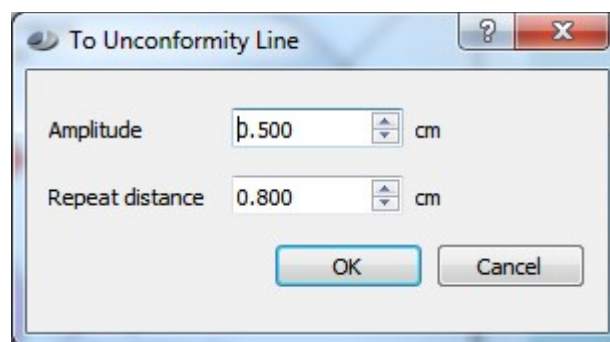 To Unconformity Line
Amplitude 0.500 cm
Repeat distance 0.800 cm
OK Cancel